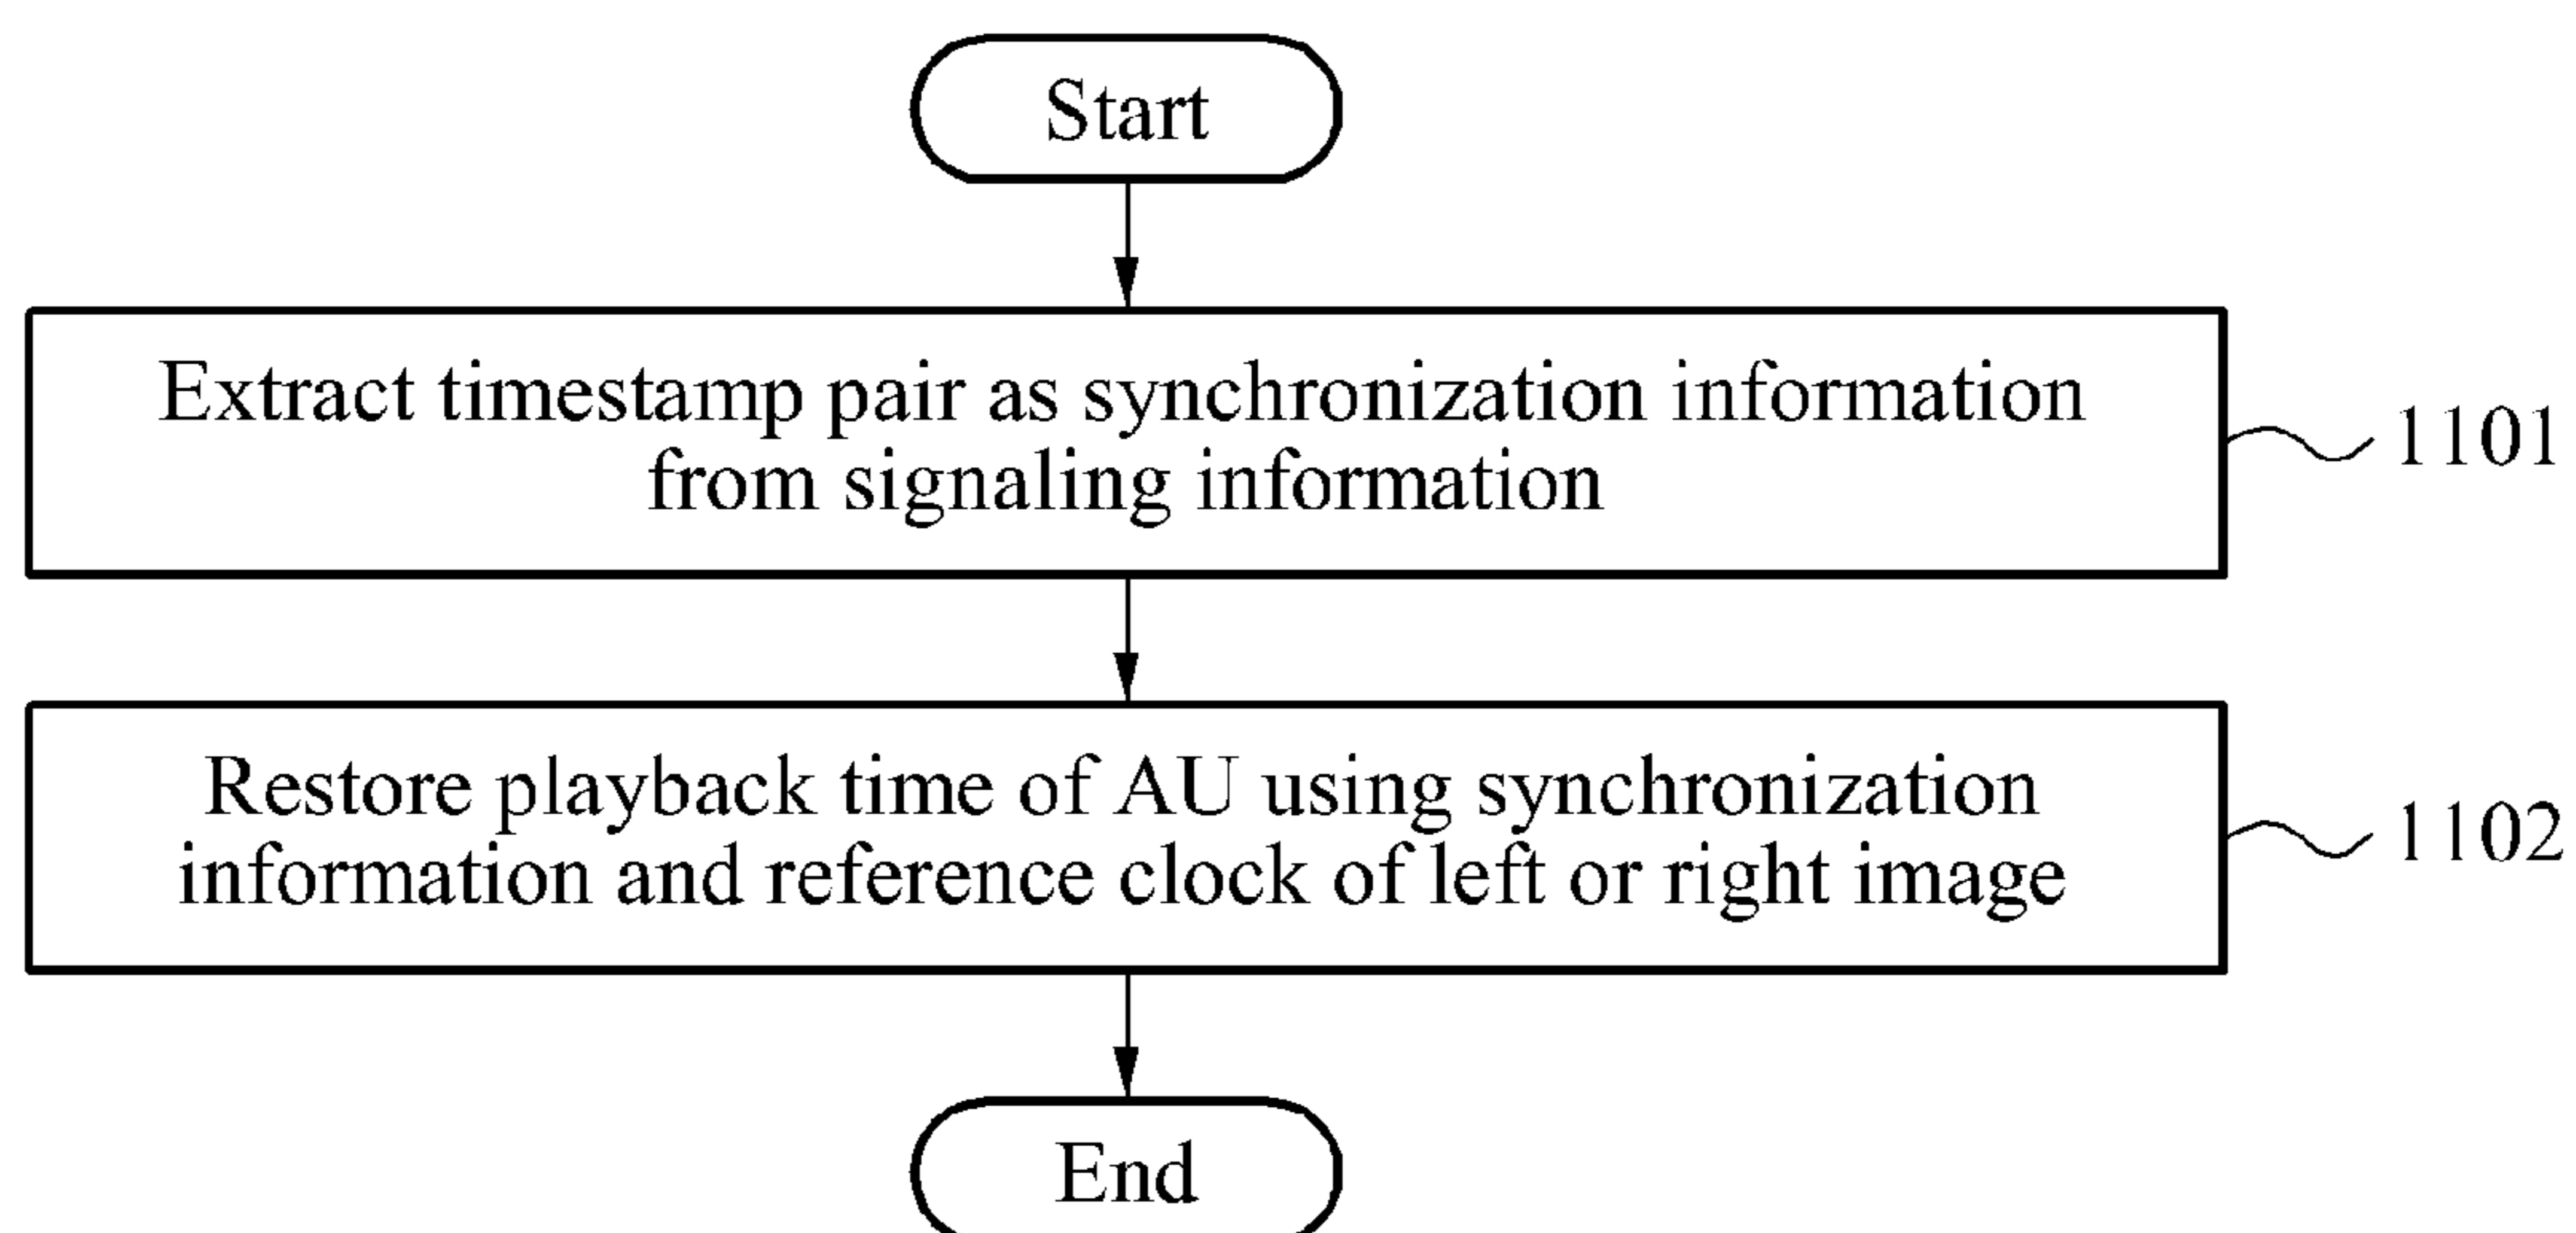 Start
Extract timestamp pair as synchronization information
from signaling information
1101
Restore playback time of AU using synchronization
information and reference clock of left or right image
1102
End